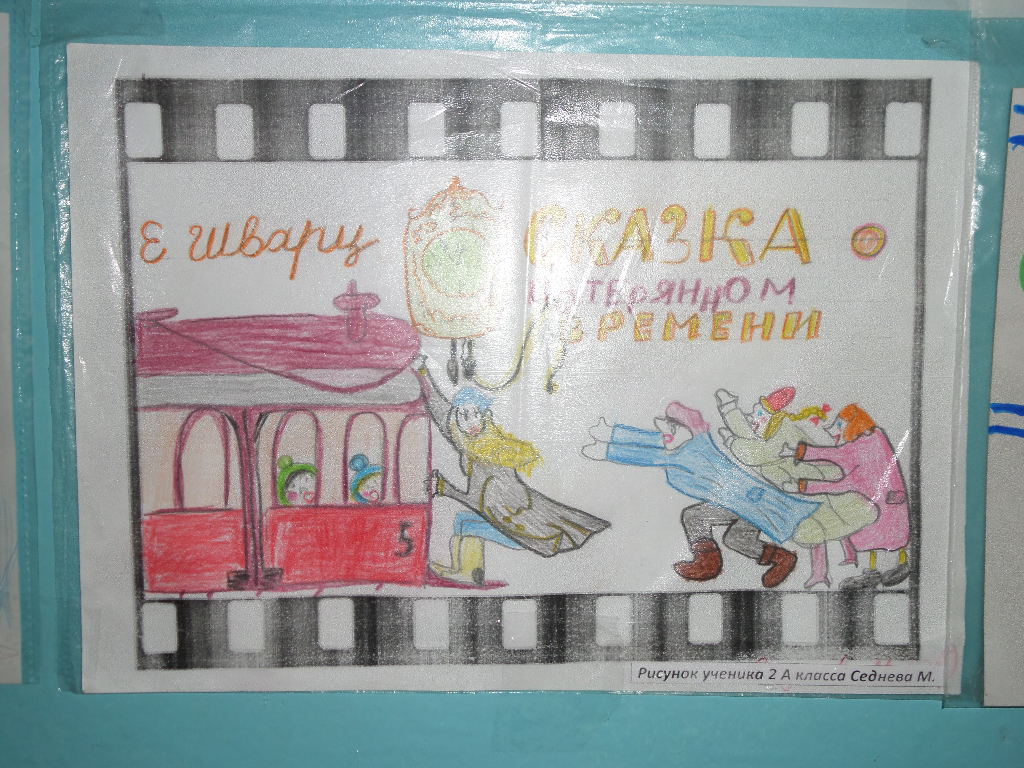 Е Шварц
СКАЗКА О
ПОТЕРЯННОМ
ВРЕМЕНИ
5
Рисунок ученика 2 А класса Седнева М.